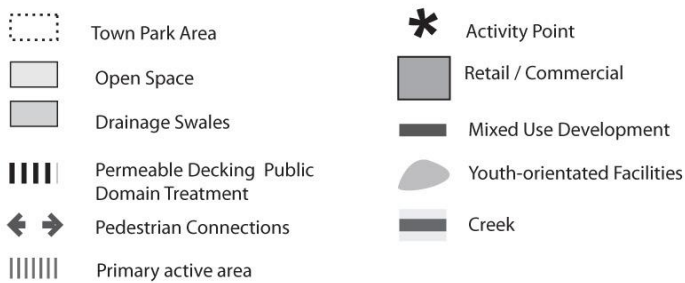 Town Park Area
Open Space
Drainage Swales
Permeable Decking Public
Domain Treatment
Pedestrian Connections
Primary active area
Activity Point
Retail / Commercial
Mixed Use Development
Youth-orientated Facilities
Creek